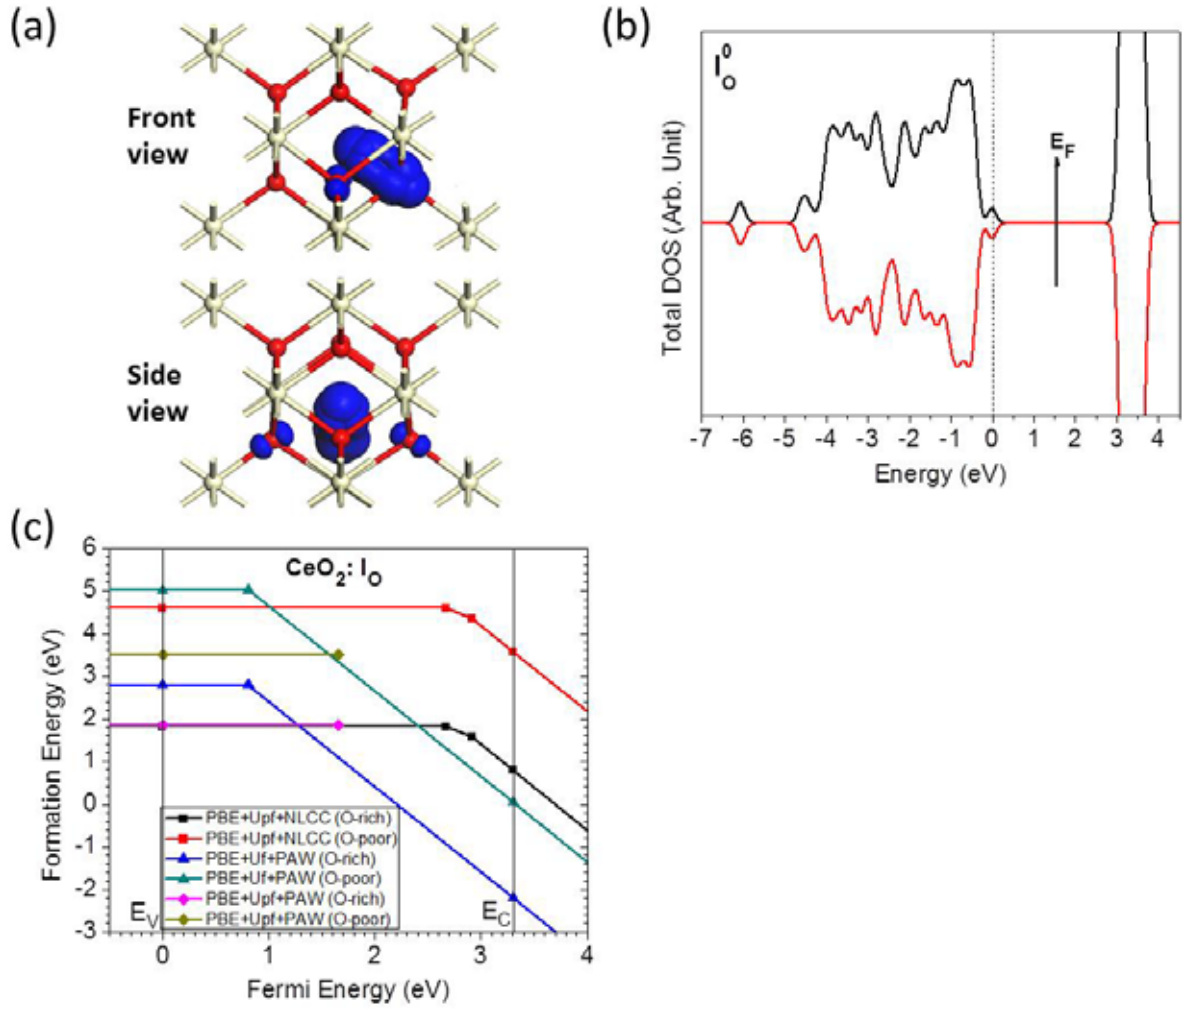 (a)
Front
view
Side
view
(b)
I_O^0
E_F
Total DOS (Arb. Unit)
-7 -6 -5 -4 -3 -2 -1 0 1 2 3 4
Energy (eV)
(c)
CeO₂: I_O
6
5
4
3
2
1
0
-1
-2
-3
Formation Energy (eV)
PBE+Upf+NLCC (O-rich)
PBE+Upf+NLCC (O-poor)
PBE+Uf+PAW (O-rich)
PBE+Uf+PAW (O-poor)
PBE+Upf+PAW (O-rich)
PBE+Upf+PAW (O-poor)
E_V
E_C
0 1 2 3 4
Fermi Energy (eV)